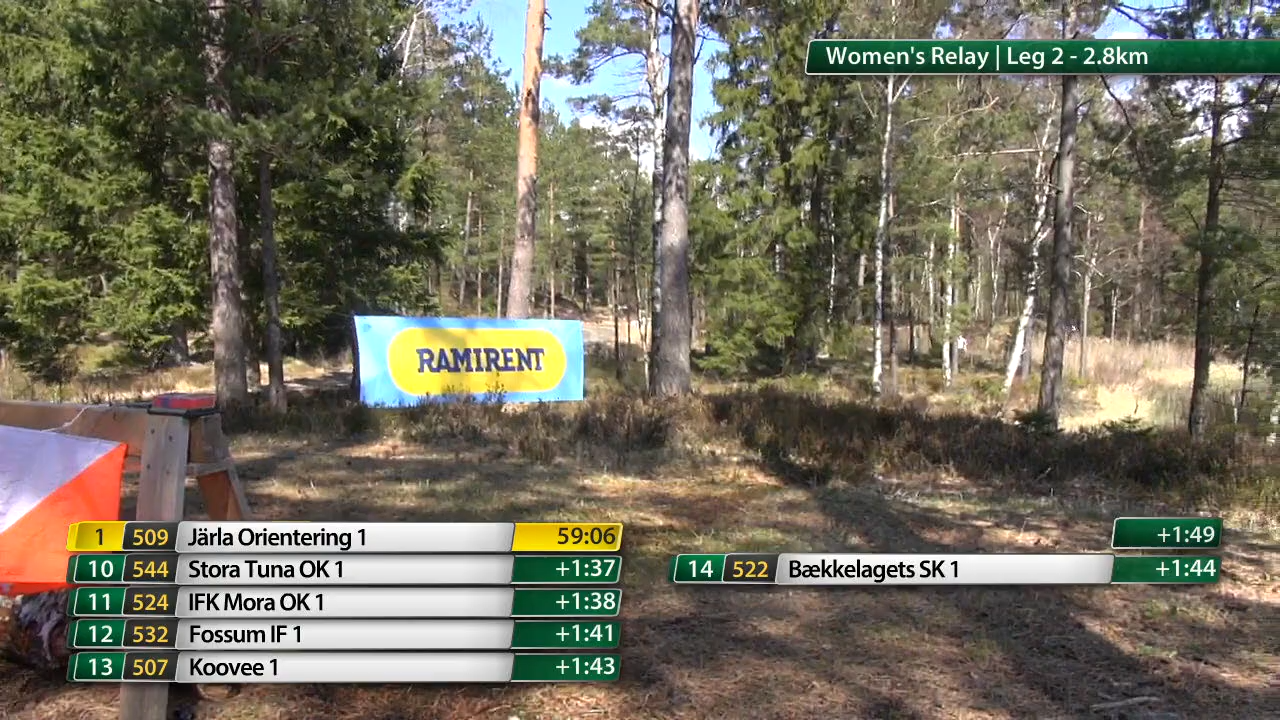 Women's Relay | Leg 2 - 2.8km
RAMIRENT
1 509 Järla Orientering 1 59:06
10 544 Stora Tuna OK 1 +1:37
11 524 IFK Mora OK 1 +1:38
12 532 Fossum IF 1 +1:41
13 507 Koovee 1 +1:43
+1:49
14 522 Bækkelagets SK 1 +1:44